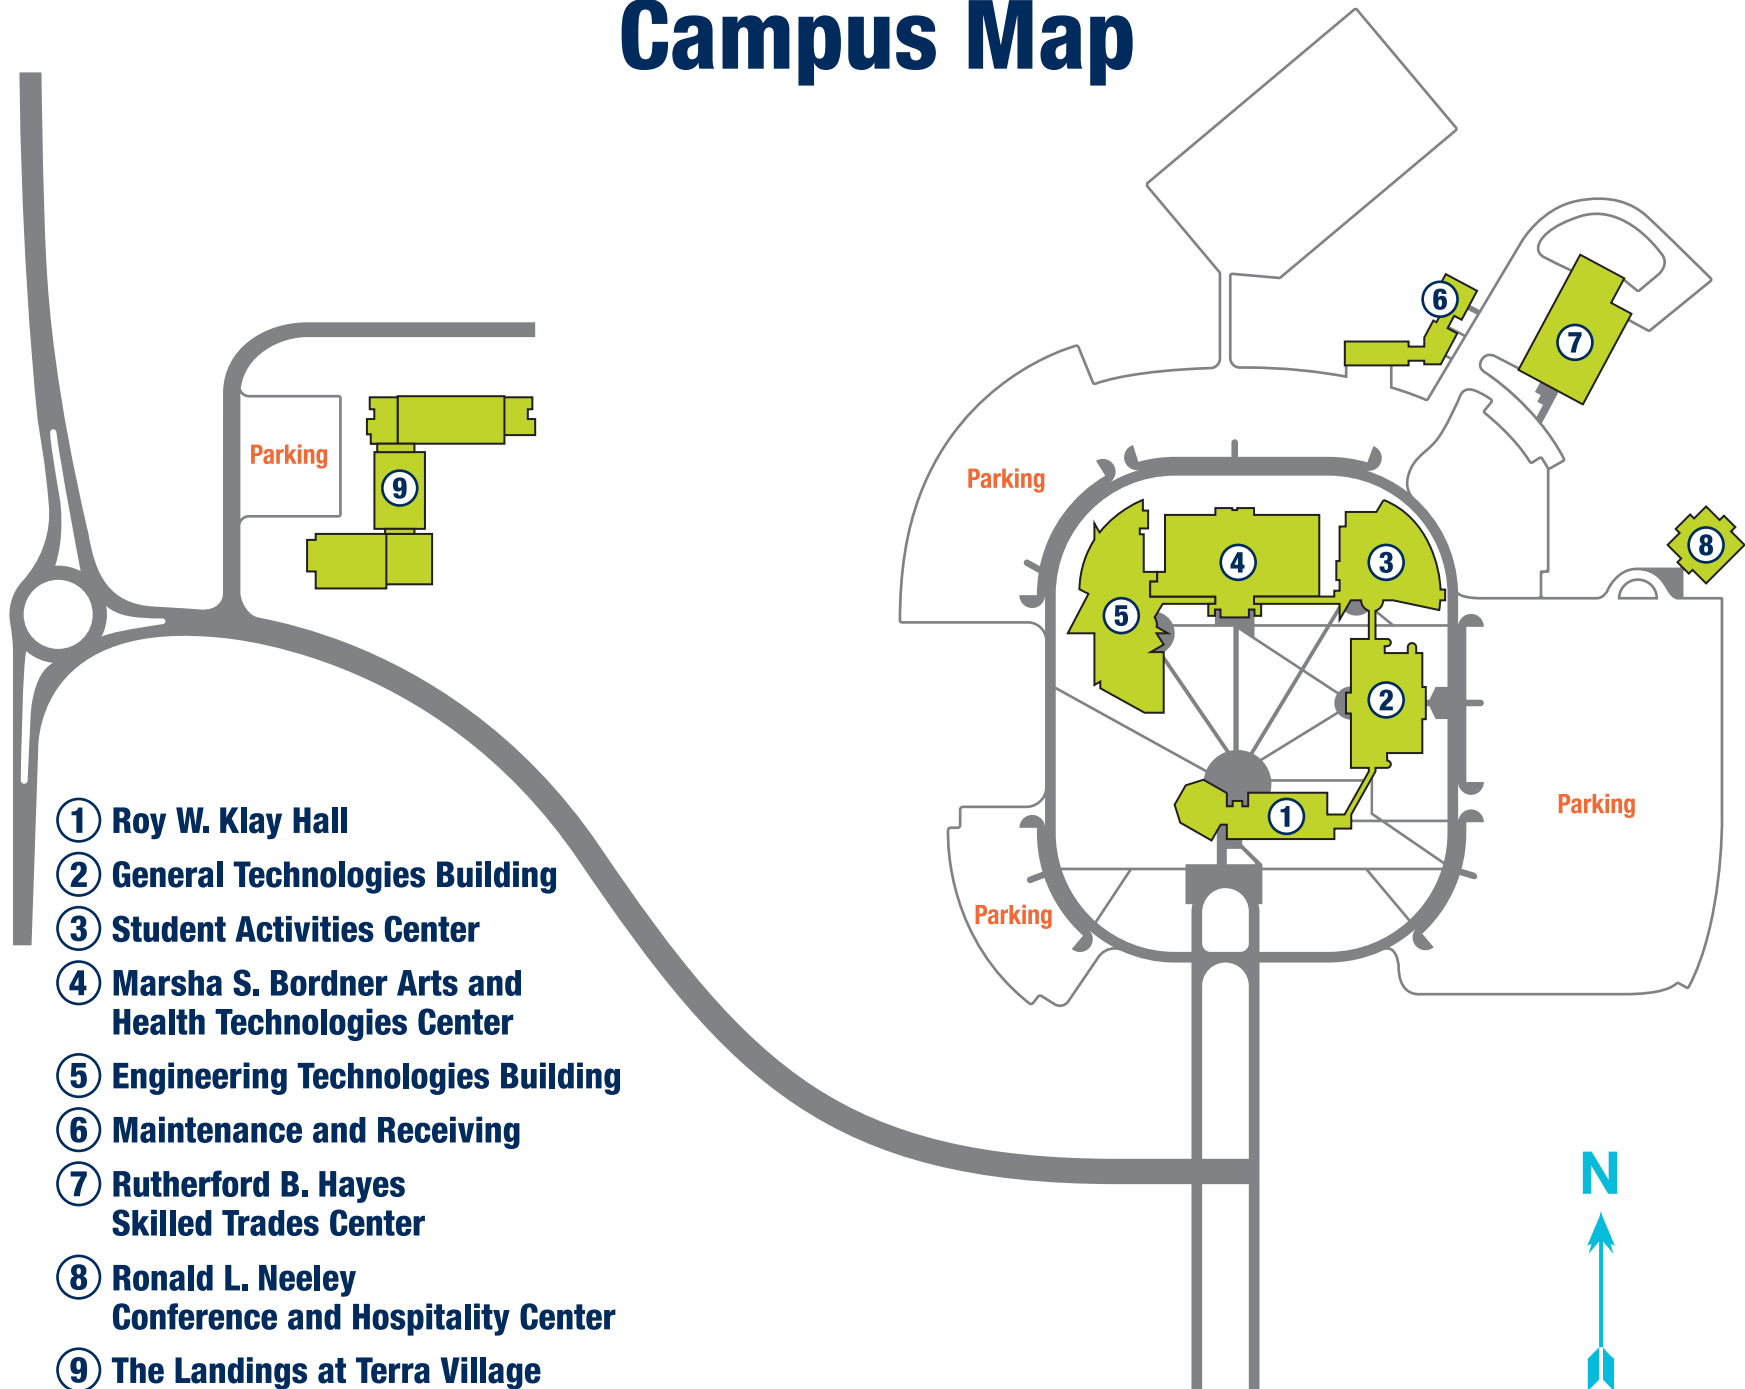 Campus Map
6
7
Parking
Parking
9
8
4
3
5
2
Parking
1
Parking
1 Roy W. Klay Hall
2 General Technologies Building
3 Student Activities Center
4 Marsha S. Bordner Arts and
Health Technologies Center
5 Engineering Technologies Building
6 Maintenance and Receiving
7 Rutherford B. Hayes
Skilled Trades Center
8 Ronald L. Neeley
Conference and Hospitality Center
9 The Landings at Terra Village
N